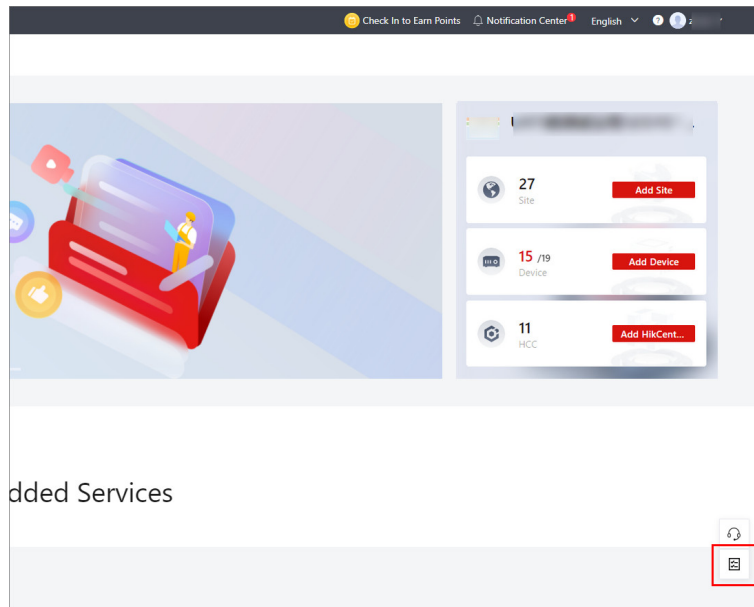 Check In to Earn Points Notification Center 1 English ?
27
Site
Add Site
15 /19
Device
Add Device
11
HCC
Add HikCent...
dded Services